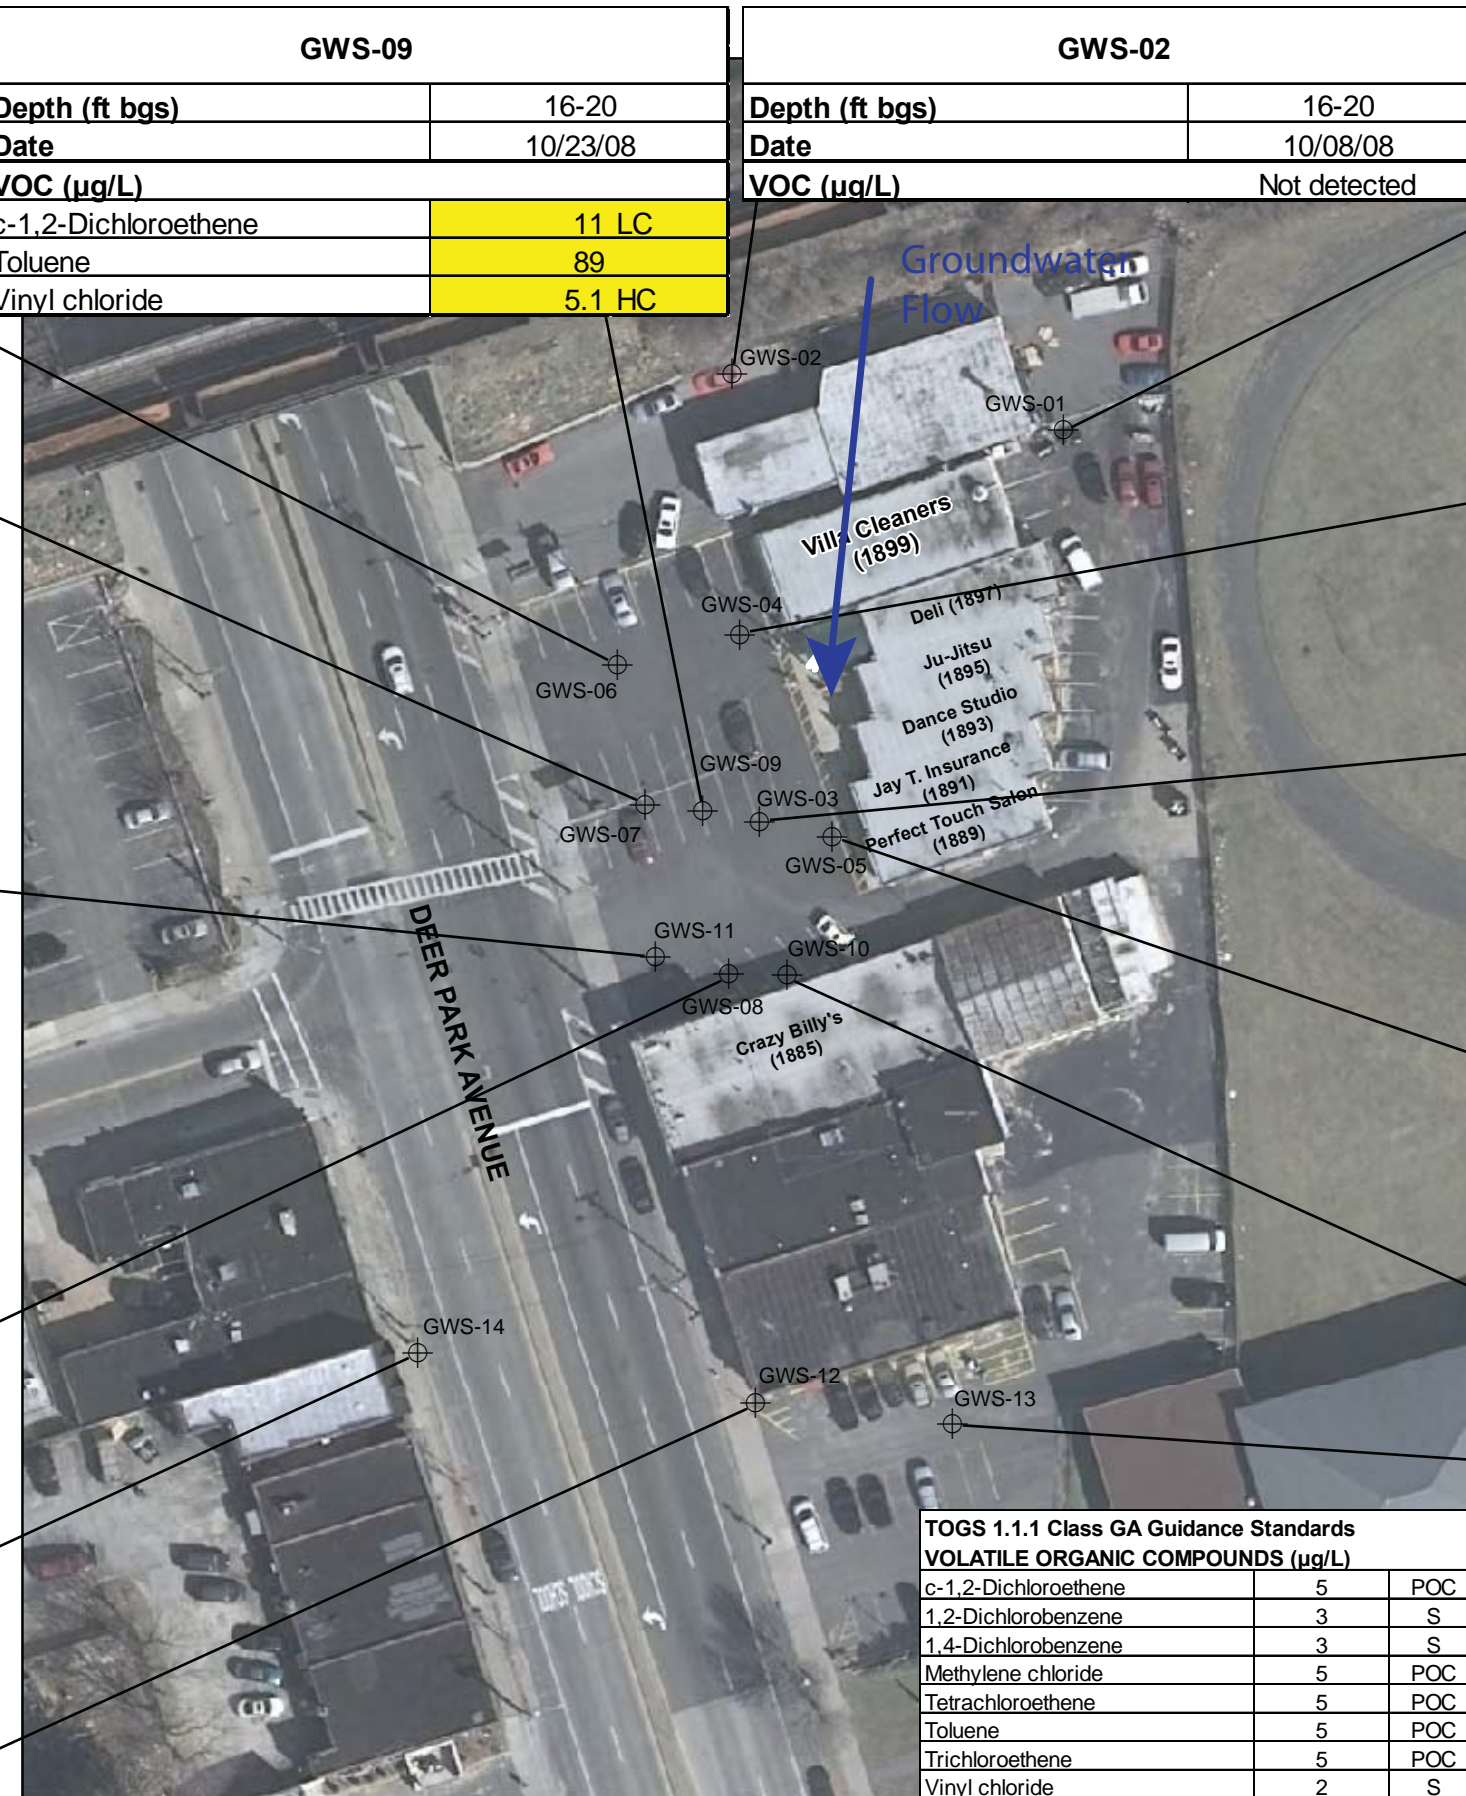 GWS-09
Depth (ft bgs) 16-20
Date 10/23/08
VOC (µg/L)
c-1,2-Dichloroethene 11 LC
Toluene 89
Vinyl chloride 5.1 HC
GWS-02
Depth (ft bgs) 16-20
Date 10/08/08
VOC (µg/L) Not detected
Groundwater
Flow
GWS-02
GWS-01
Villa Cleaners
(1899)
Deli (1897)
GWS-04
Ju-Jitsu
(1895)
GWS-06
Dance Studio
(1893)
GWS-09
Jay T. Insurance
(1891)
GWS-03
Perfect Touch Salon
(1889)
GWS-07
GWS-05
GWS-11
GWS-10
GWS-08
Crazy Billy's
(1885)
DEER PARK AVENUE
GWS-14
GWS-12
GWS-13
TOGS 1.1.1 Class GA Guidance Standards
VOLATILE ORGANIC COMPOUNDS (µg/L)
c-1,2-Dichloroethene 5 POC
1,2-Dichlorobenzene 3 S
1,4-Dichlorobenzene 3 S
Methylene chloride 5 POC
Tetrachloroethene 5 POC
Toluene 5 POC
Trichloroethene 5 POC
Vinyl chloride 2 S